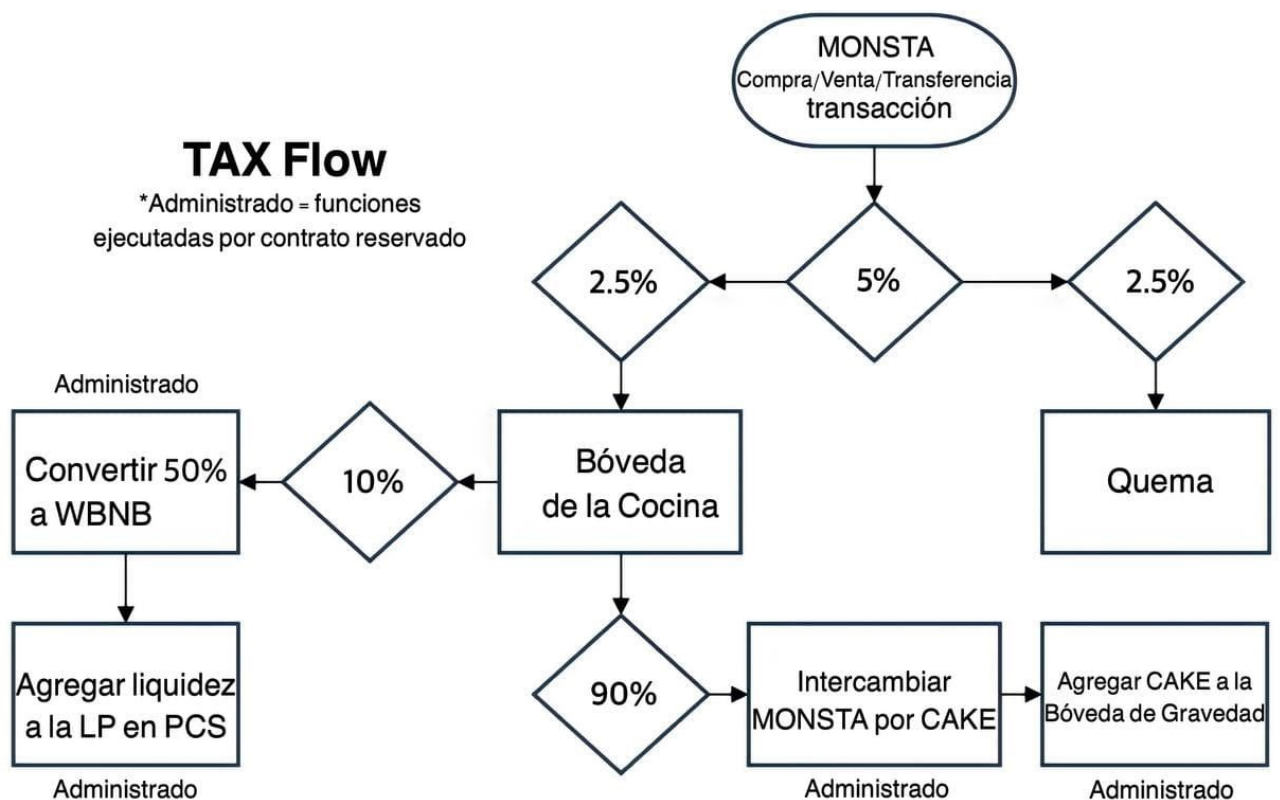 MONSTA
Compra/Venta/Transferencia
transacción
TAX Flow
*Administrado = funciones
ejecutadas por contrato reservado
2.5%
5%
2.5%
Administrado
Convertir 50%
a WBNB
10%
Bóveda
de la Cocina
Quema
Agregar liquidez
a la LP en PCS
Administrado
90%
Intercambiar
MONSTA por CAKE
Administrado
Agregar CAKE a la
Bóveda de Gravedad
Administrado